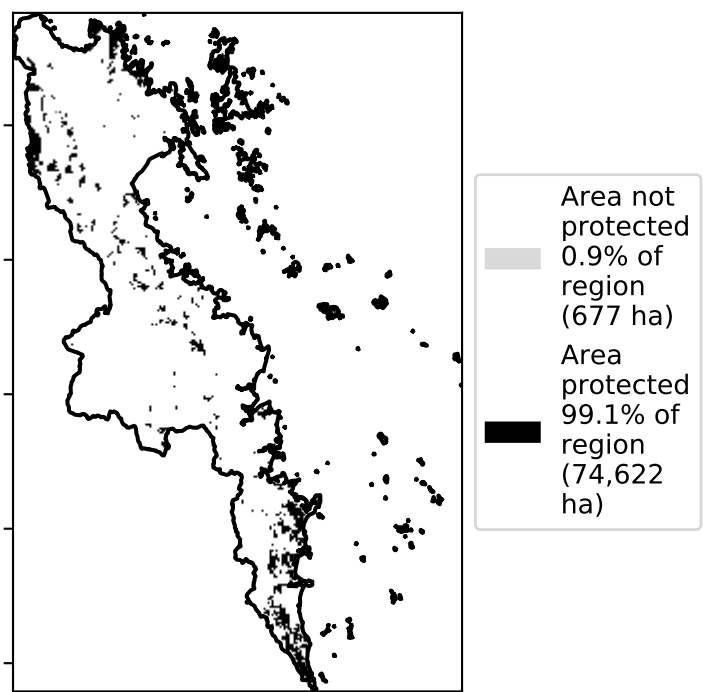 Area not
protected
0.9% of
region
(677 ha)
Area
protected
99.1% of
region
(74,622
ha)